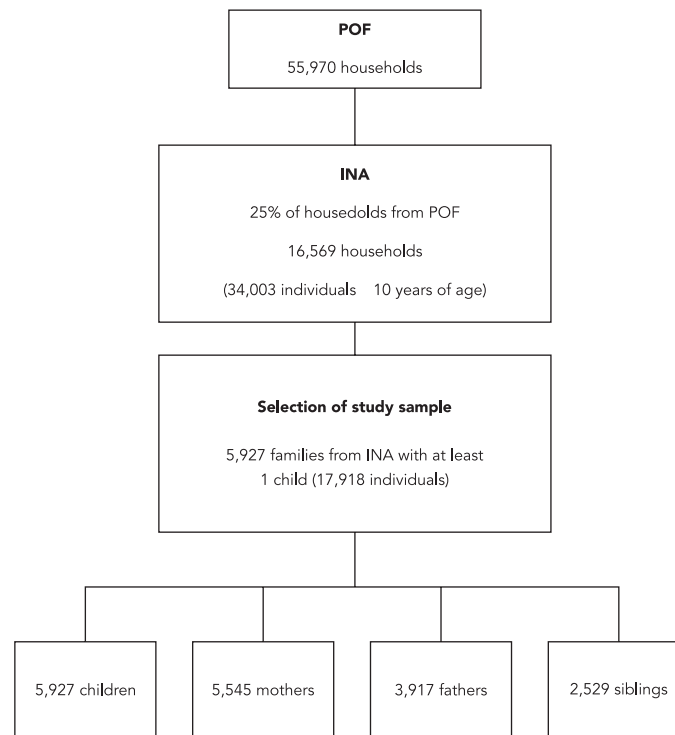 POF
55,970 households
INA
25% of housedolds from POF
16,569 households
(34,003 individuals 10 years of age)
Selection of study sample
5,927 families from INA with at least
1 child (17,918 individuals)
5,927 children
5,545 mothers
3,917 fathers
2,529 siblings